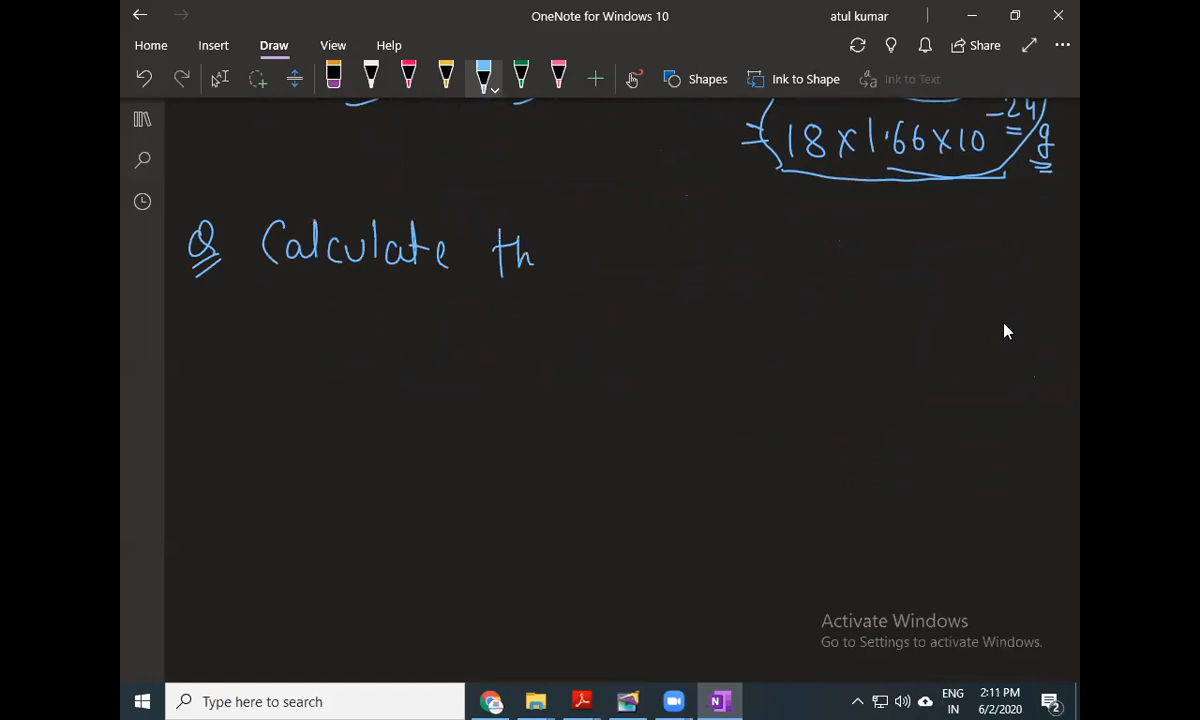 OneNote for Windows 10
atul kumar
Home Insert Draw View Help
Share
Shapes
Ink to Shape
Ink to Text
= (18 × 1.66 × 10 -24) g
Q Calculate th
Activate Windows
Go to Settings to activate Windows.
Type here to search
N
ENG
IN
2:11 PM
6/2/2020
2